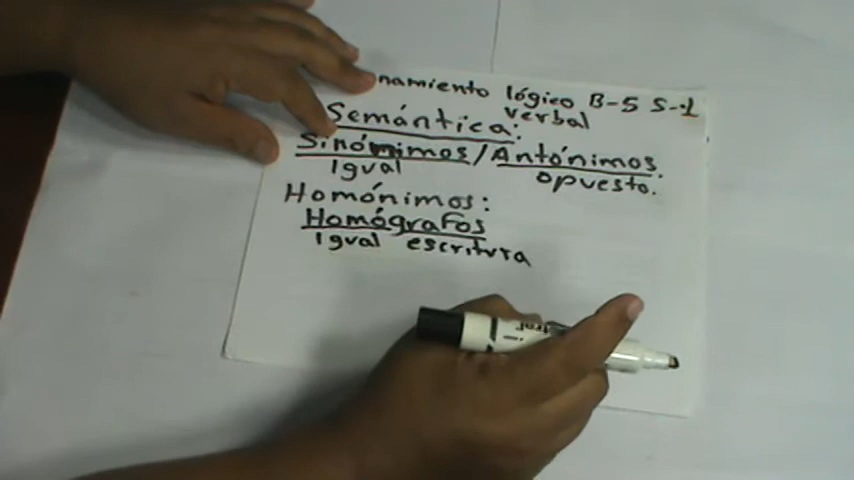 namiento lógico B-5 S-1
verbal
Semántica:
Sinónimos/Antónimos.
Igual opuesto.
Homónimos:
Homógrafos
Igual escritura